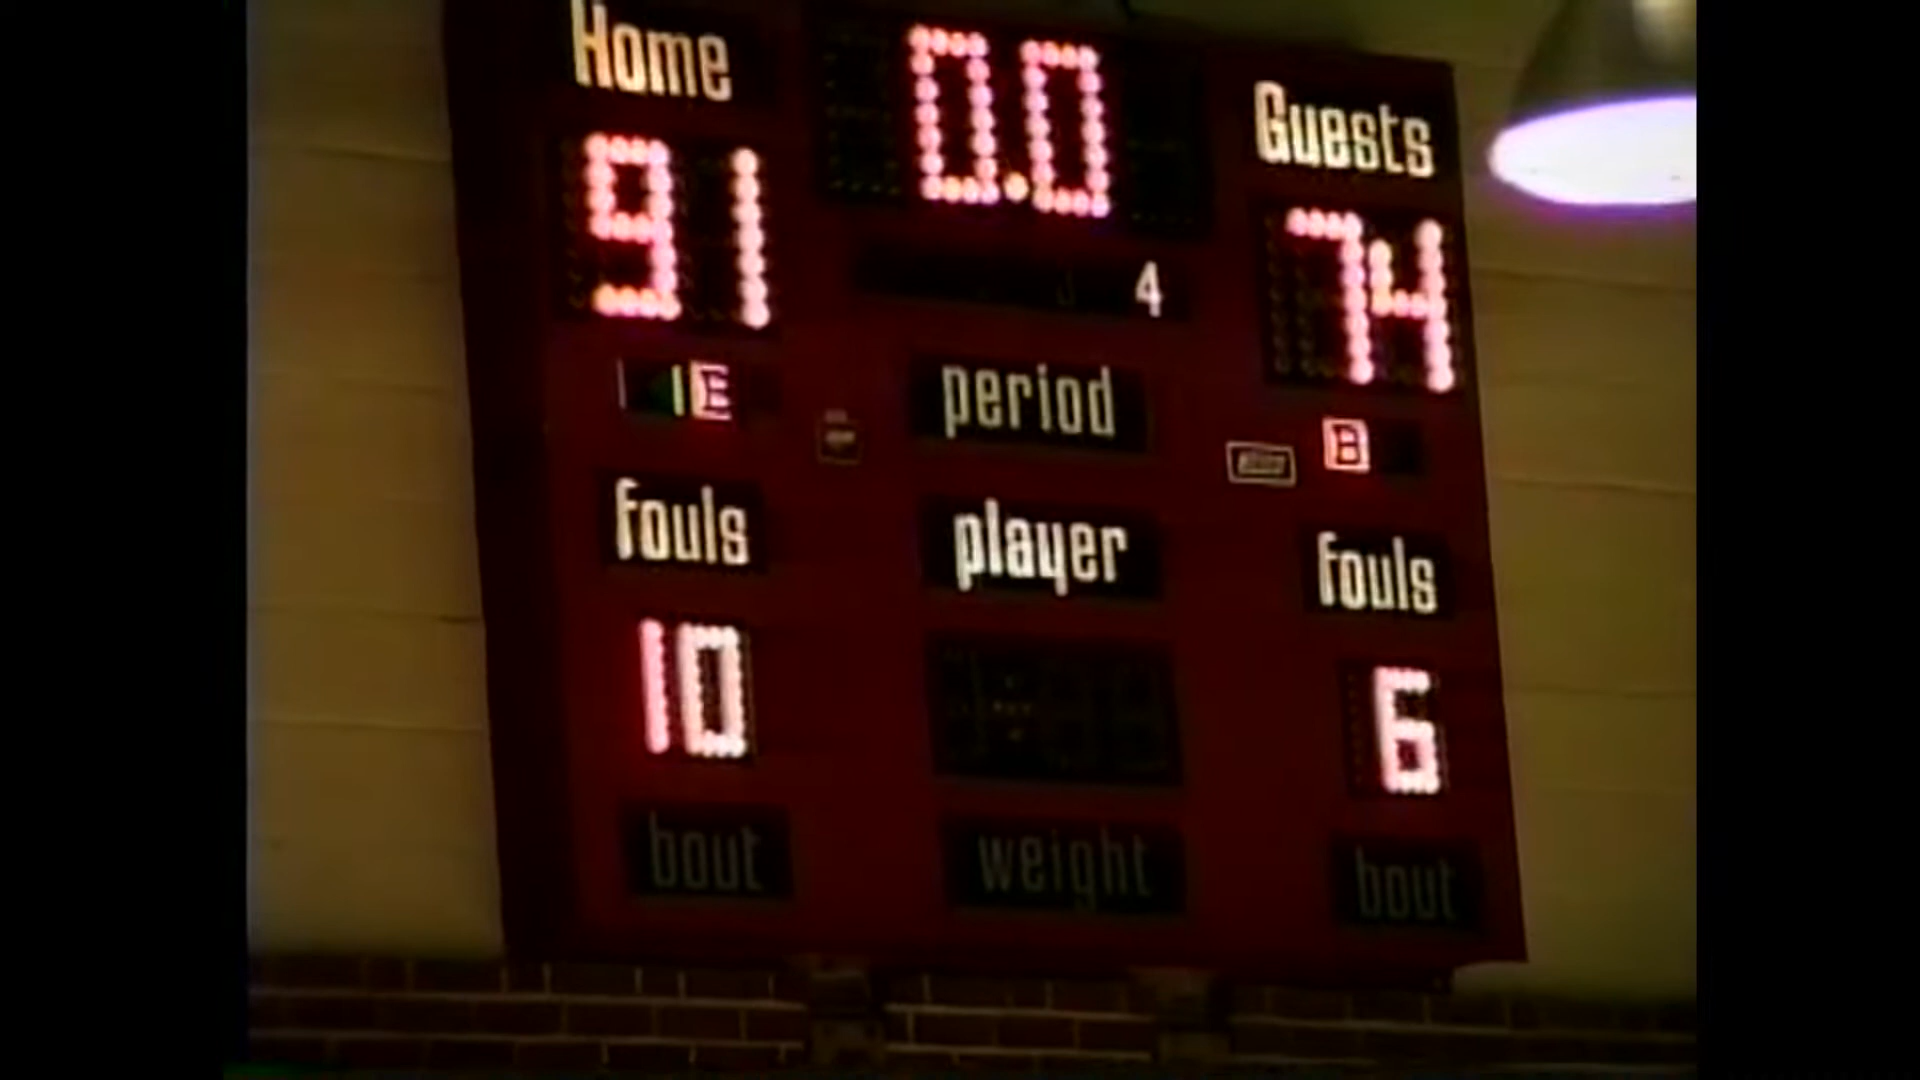 Home 0.0 Guests
91 74
4
E period B
fouls player fouls
10 6
bout weight bout